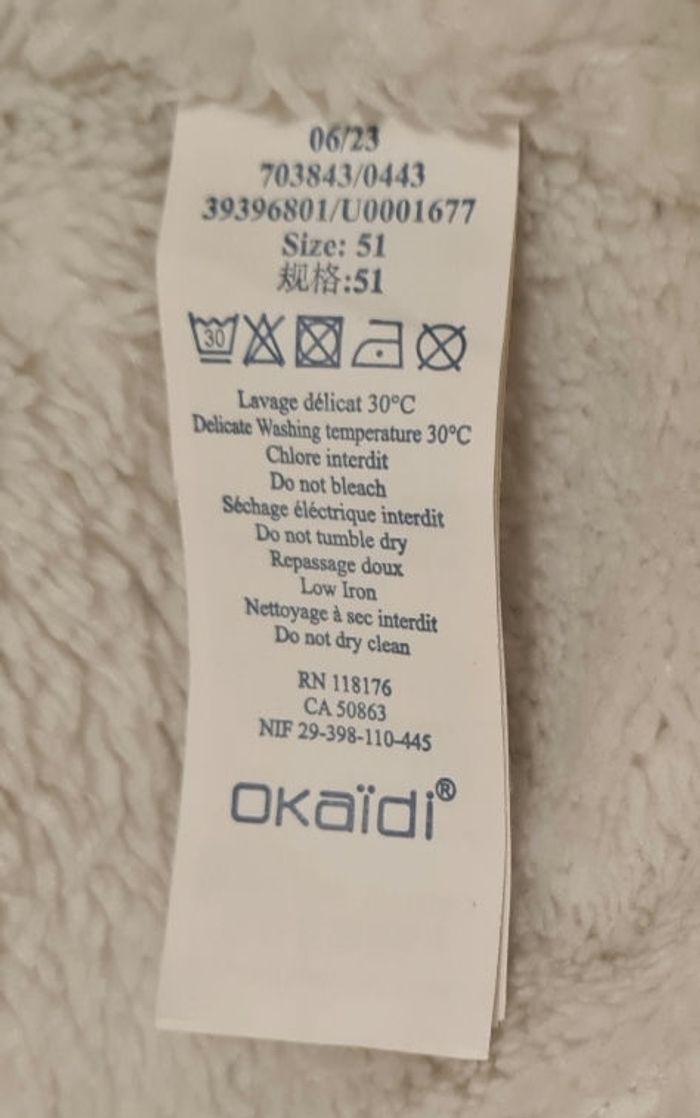 06/23
703843/0443
39396801/U0001677
Size: 51
规格:51
30
Lavage délicat 30°C
Delicate Washing temperature 30°C
Chlore interdit
Do not bleach
Séchage éléctrique interdit
Do not tumble dry
Repassage doux
Low Iron
Nettoyage à sec interdit
Do not dry clean
RN 118176
CA 50863
NIF 29-398-110-445
okaïdi®